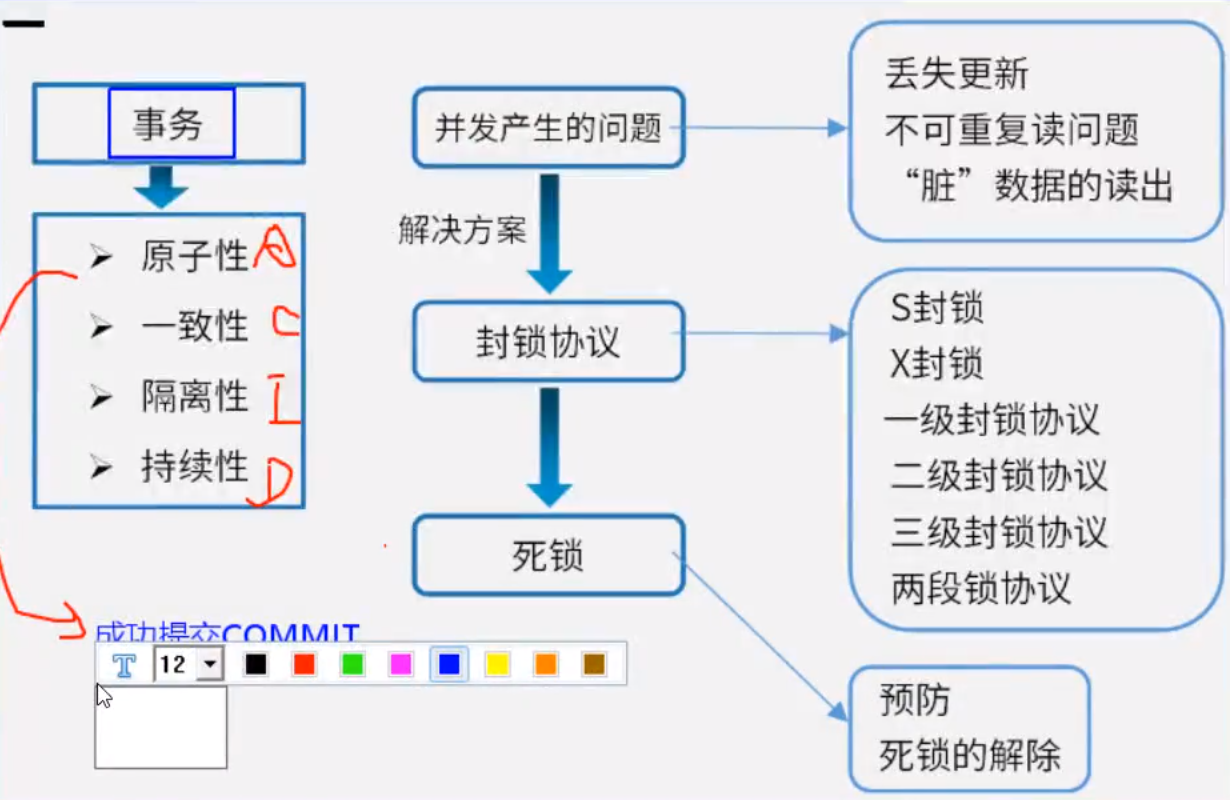 事务
原子性 A
一致性 C
隔离性 I
持续性 D
并发产生的问题
解决方案
封锁协议
死锁
丢失更新
不可重复读问题
“脏”数据的读出
S封锁
X封锁
一级封锁协议
二级封锁协议
三级封锁协议
两段锁协议
预防
死锁的解除
成功提交COMMIT
T 12